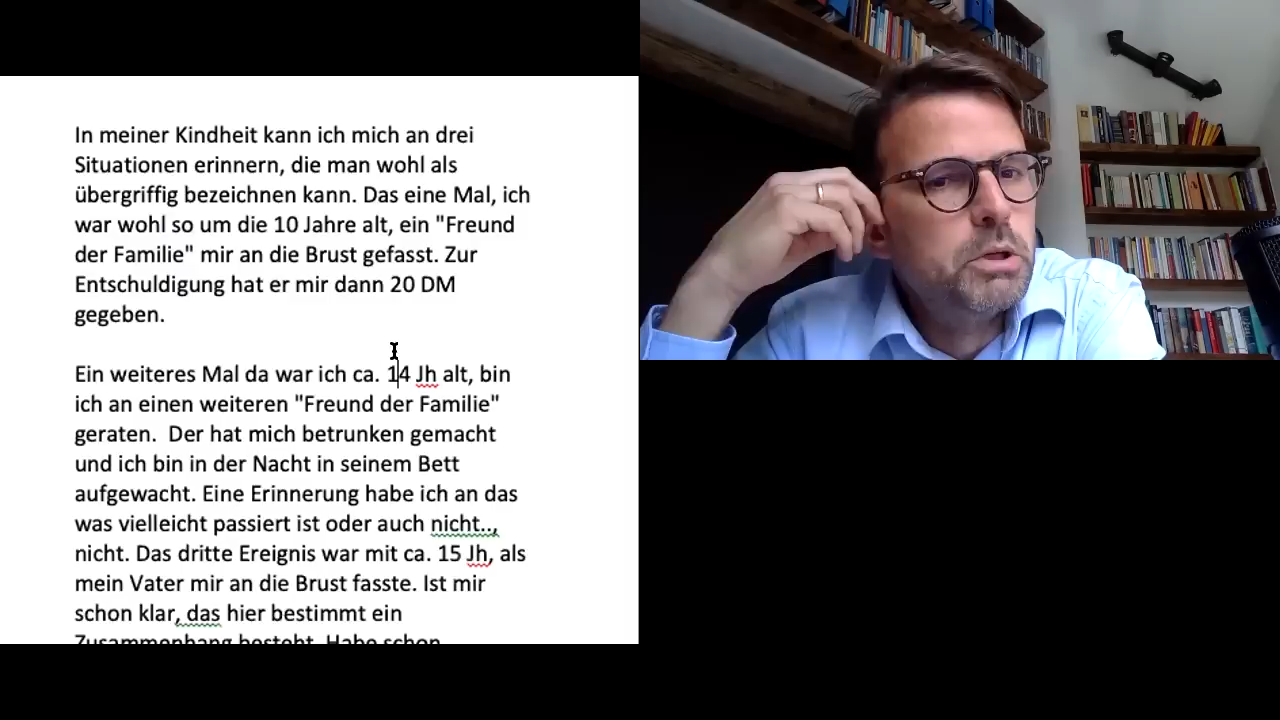 In meiner Kindheit kann ich mich an drei
Situationen erinnern, die man wohl als
übergriffig bezeichnen kann. Das eine Mal, ich
war wohl so um die 10 Jahre alt, ein "Freund
der Familie" mir an die Brust gefasst. Zur
Entschuldigung hat er mir dann 20 DM
gegeben.
Ein weiteres Mal da war ich ca. 14 Jh alt, bin
ich an einen weiteren "Freund der Familie"
geraten.  Der hat mich betrunken gemacht
und ich bin in der Nacht in seinem Bett
aufgewacht. Eine Erinnerung habe ich an das
was vielleicht passiert ist oder auch nicht..,
nicht. Das dritte Ereignis war mit ca. 15 Jh, als
mein Vater mir an die Brust fasste. Ist mir
schon klar, das hier bestimmt ein
Zusammenhang besteht. Habe schon